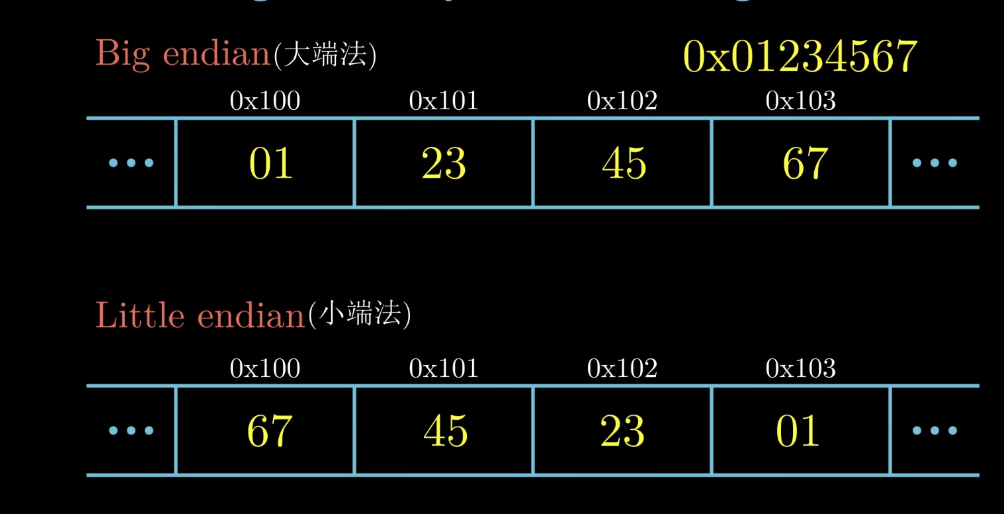 Big endian(大端法) 0x01234567
0x100 0x101 0x102 0x103
... 01 23 45 67 ...
Little endian(小端法)
0x100 0x101 0x102 0x103
... 67 45 23 01 ...